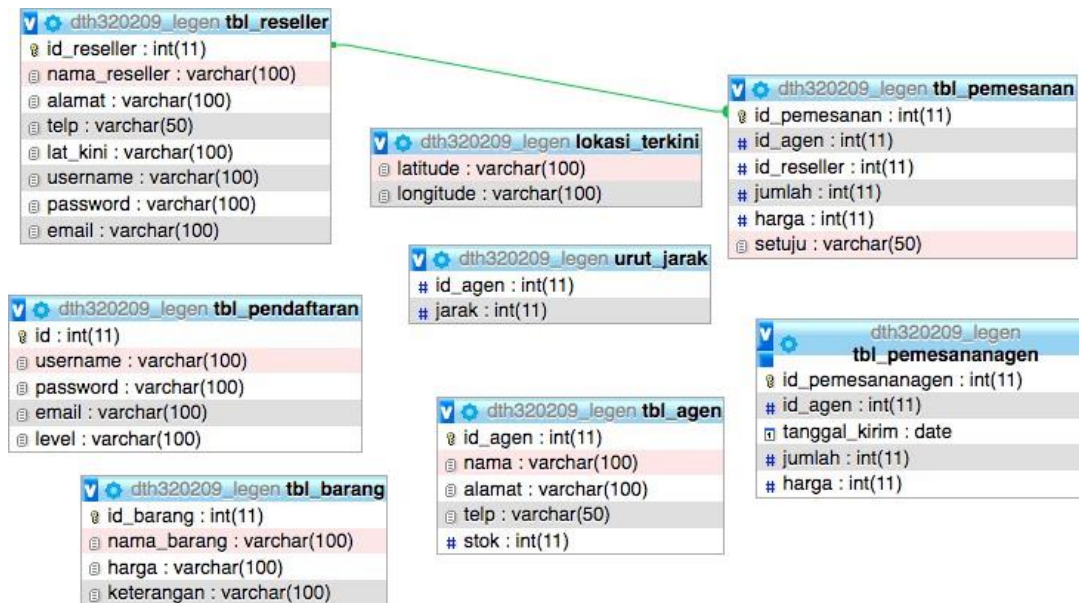 dth320209_legen tbl_reseller
id_reseller : int(11)
nama_reseller : varchar(100)
alamat : varchar(100)
telp : varchar(50)
lat_kini : varchar(100)
username : varchar(100)
password : varchar(100)
email : varchar(100)
dth320209_legen lokasi_terkini
latitude : varchar(100)
longitude : varchar(100)
dth320209_legen tbl_pemesanan
id_pemesanan : int(11)
# id_agen : int(11)
# id_reseller : int(11)
# jumlah : int(11)
# harga : int(11)
setuju : varchar(50)
dth320209_legen urut_jarak
# id_agen : int(11)
# jarak : int(11)
dth320209_legen tbl_pendaftaran
id : int(11)
username : varchar(100)
password : varchar(100)
email : varchar(100)
level : varchar(100)
dth320209_legen
tbl_pemesananagen
id_pemesananagen : int(11)
# id_agen : int(11)
tanggal_kirim : date
# jumlah : int(11)
# harga : int(11)
dth320209_legen tbl_agen
id_agen : int(11)
nama : varchar(100)
alamat : varchar(100)
telp : varchar(50)
# stok : int(11)
dth320209_legen tbl_barang
id_barang : int(11)
nama_barang : varchar(100)
harga : varchar(100)
keterangan : varchar(100)